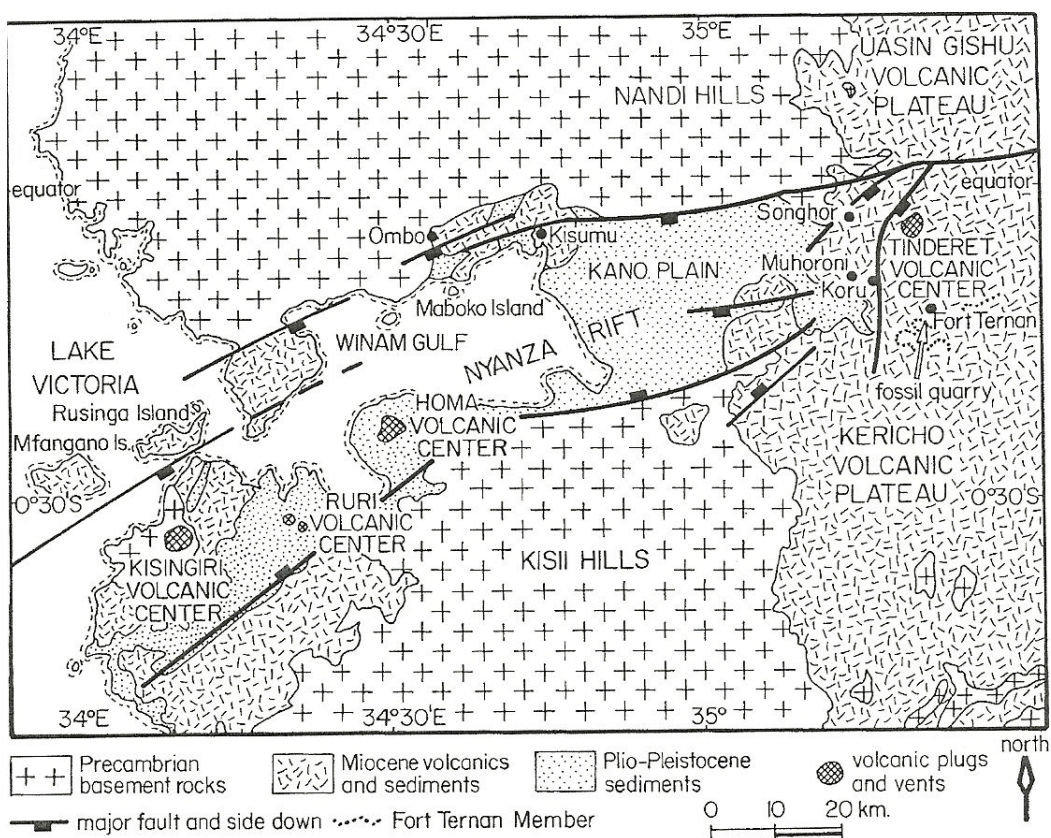 34°E
34°30'E
35°E
UASIN GISHU
VOLCANIC
PLATEAU
NANDI HILLS
equator
equator
Songhor
Ombo
Kisumu
KANO PLAIN
Muhoroni
TINDERET
VOLCANIC
CENTER
Koru
Maboko Island
Fort Ternan
RIFT
WINAM GULF
NYANZA
LAKE
VICTORIA
fossil quarry
Rusinga Island
HOMA
VOLCANIC
CENTER
Mfangano Is.
KERICHO
VOLCANIC
PLATEAU
0°30'S
0°30'S
RURI
VOLCANIC
CENTER
KISII HILLS
KISINGIRI
VOLCANIC
CENTER
34°E
34°30'E
35°
north
Precambrian
basement rocks
Miocene volcanics
and sediments
Plio-Pleistocene
sediments
volcanic plugs
and vents
major fault and side down
Fort Ternan Member
0 10 20 km.